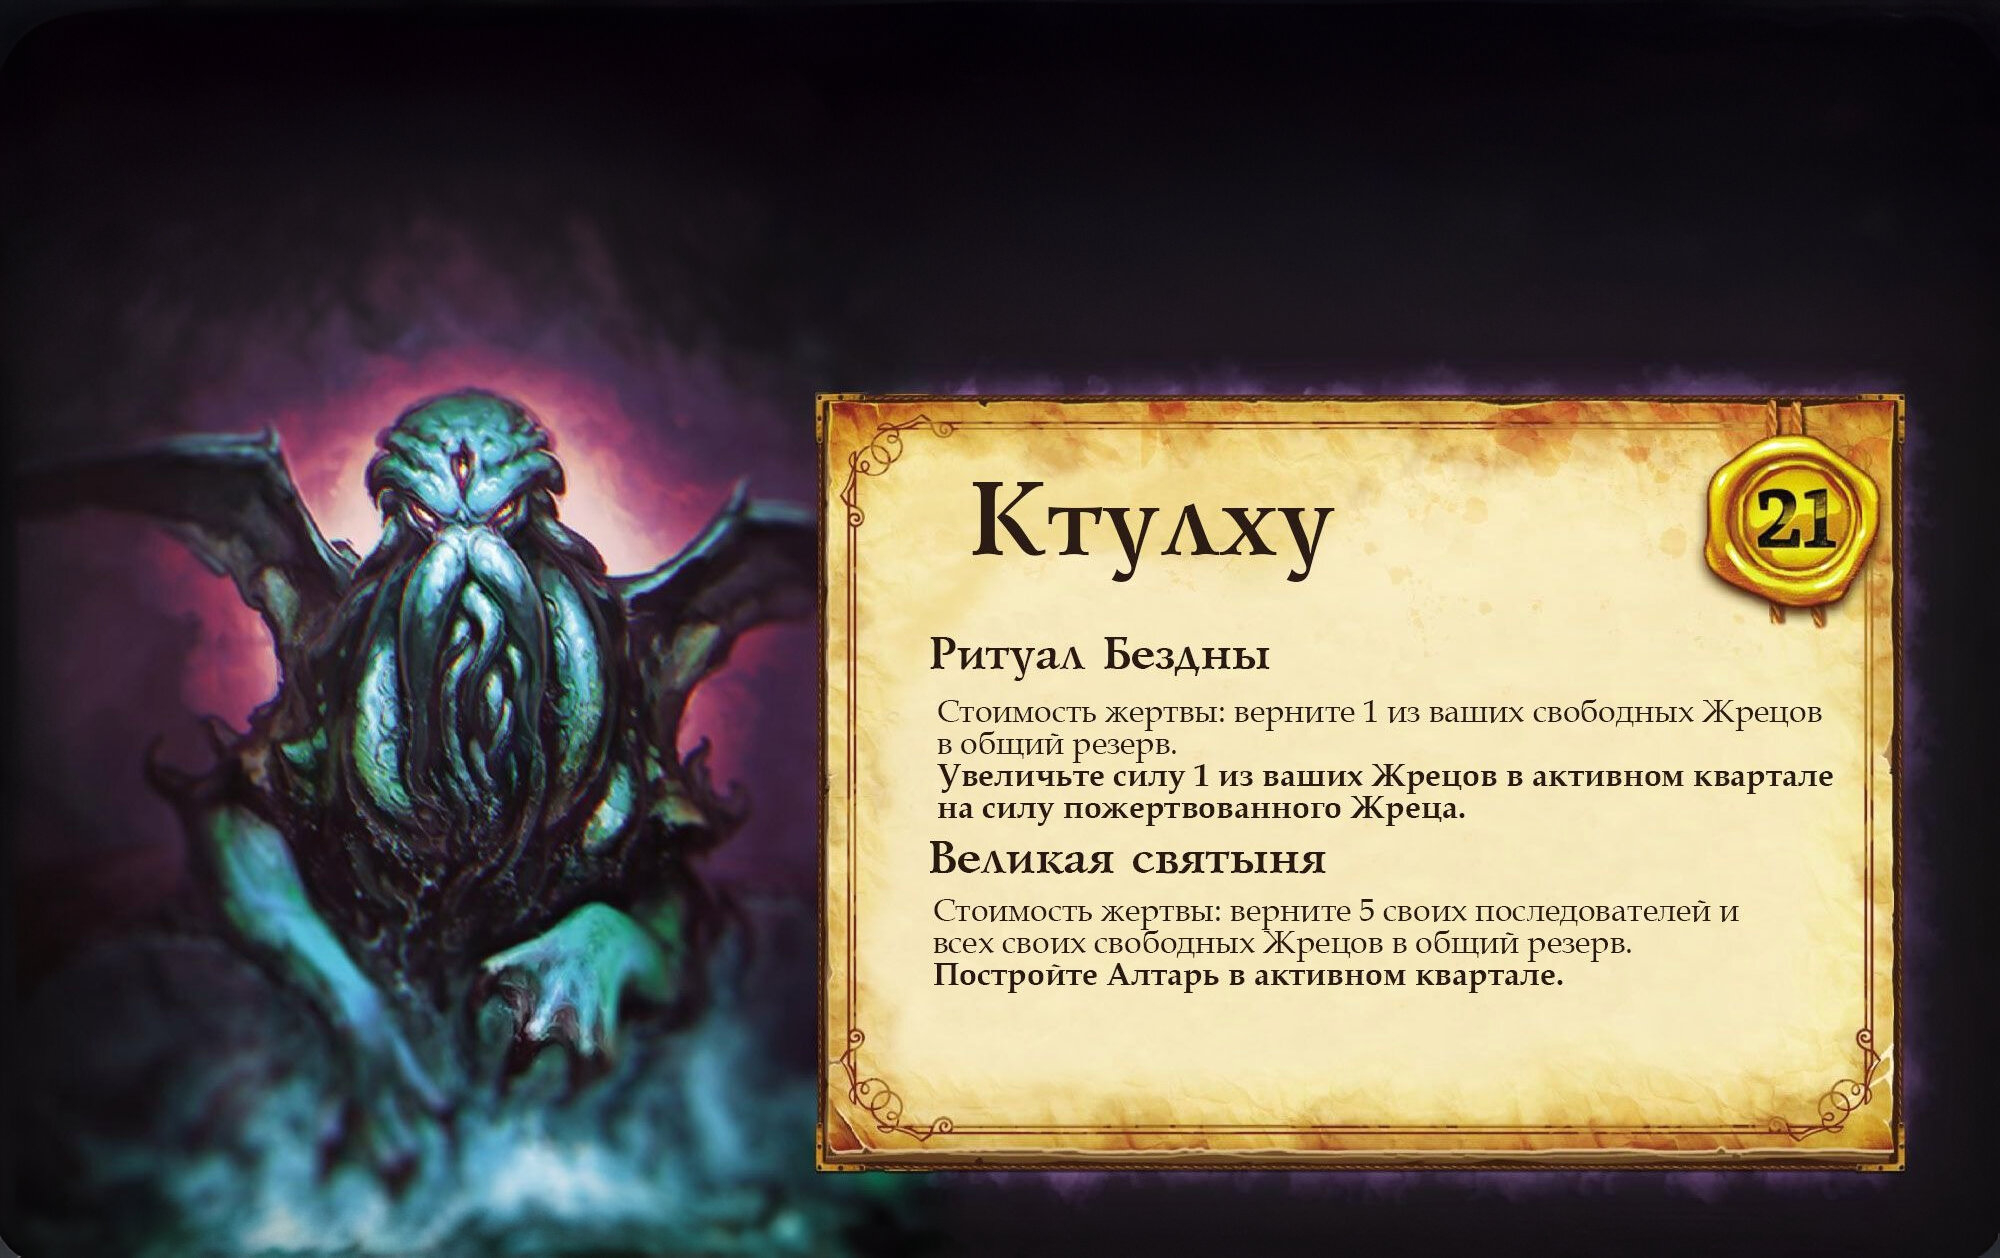 Ктулху
21
Ритуал Бездны
Стоимость жертвы: верните 1 из ваших свободных Жрецов
в общий резерв.
Увеличьте силу 1 из ваших Жрецов в активном квартале
на силу пожертвованного Жреца.
Великая святыня
Стоимость жертвы: верните 5 своих последователей и
всех своих свободных Жрецов в общий резерв.
Постройте Алтарь в активном квартале.